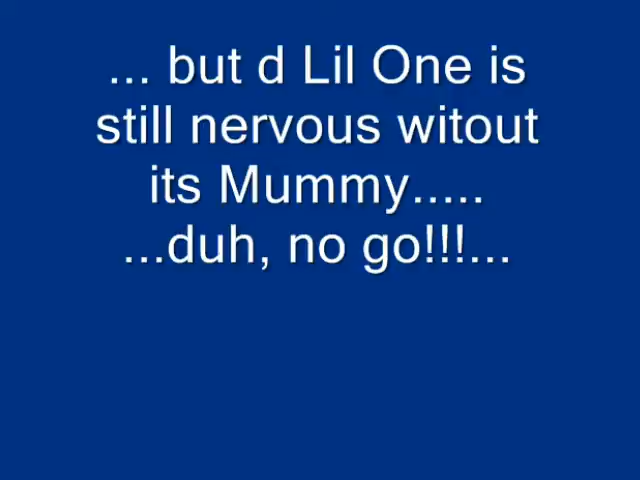 ... but d Lil One is
still nervous witout
its Mummy.....
...duh, no go!!!...